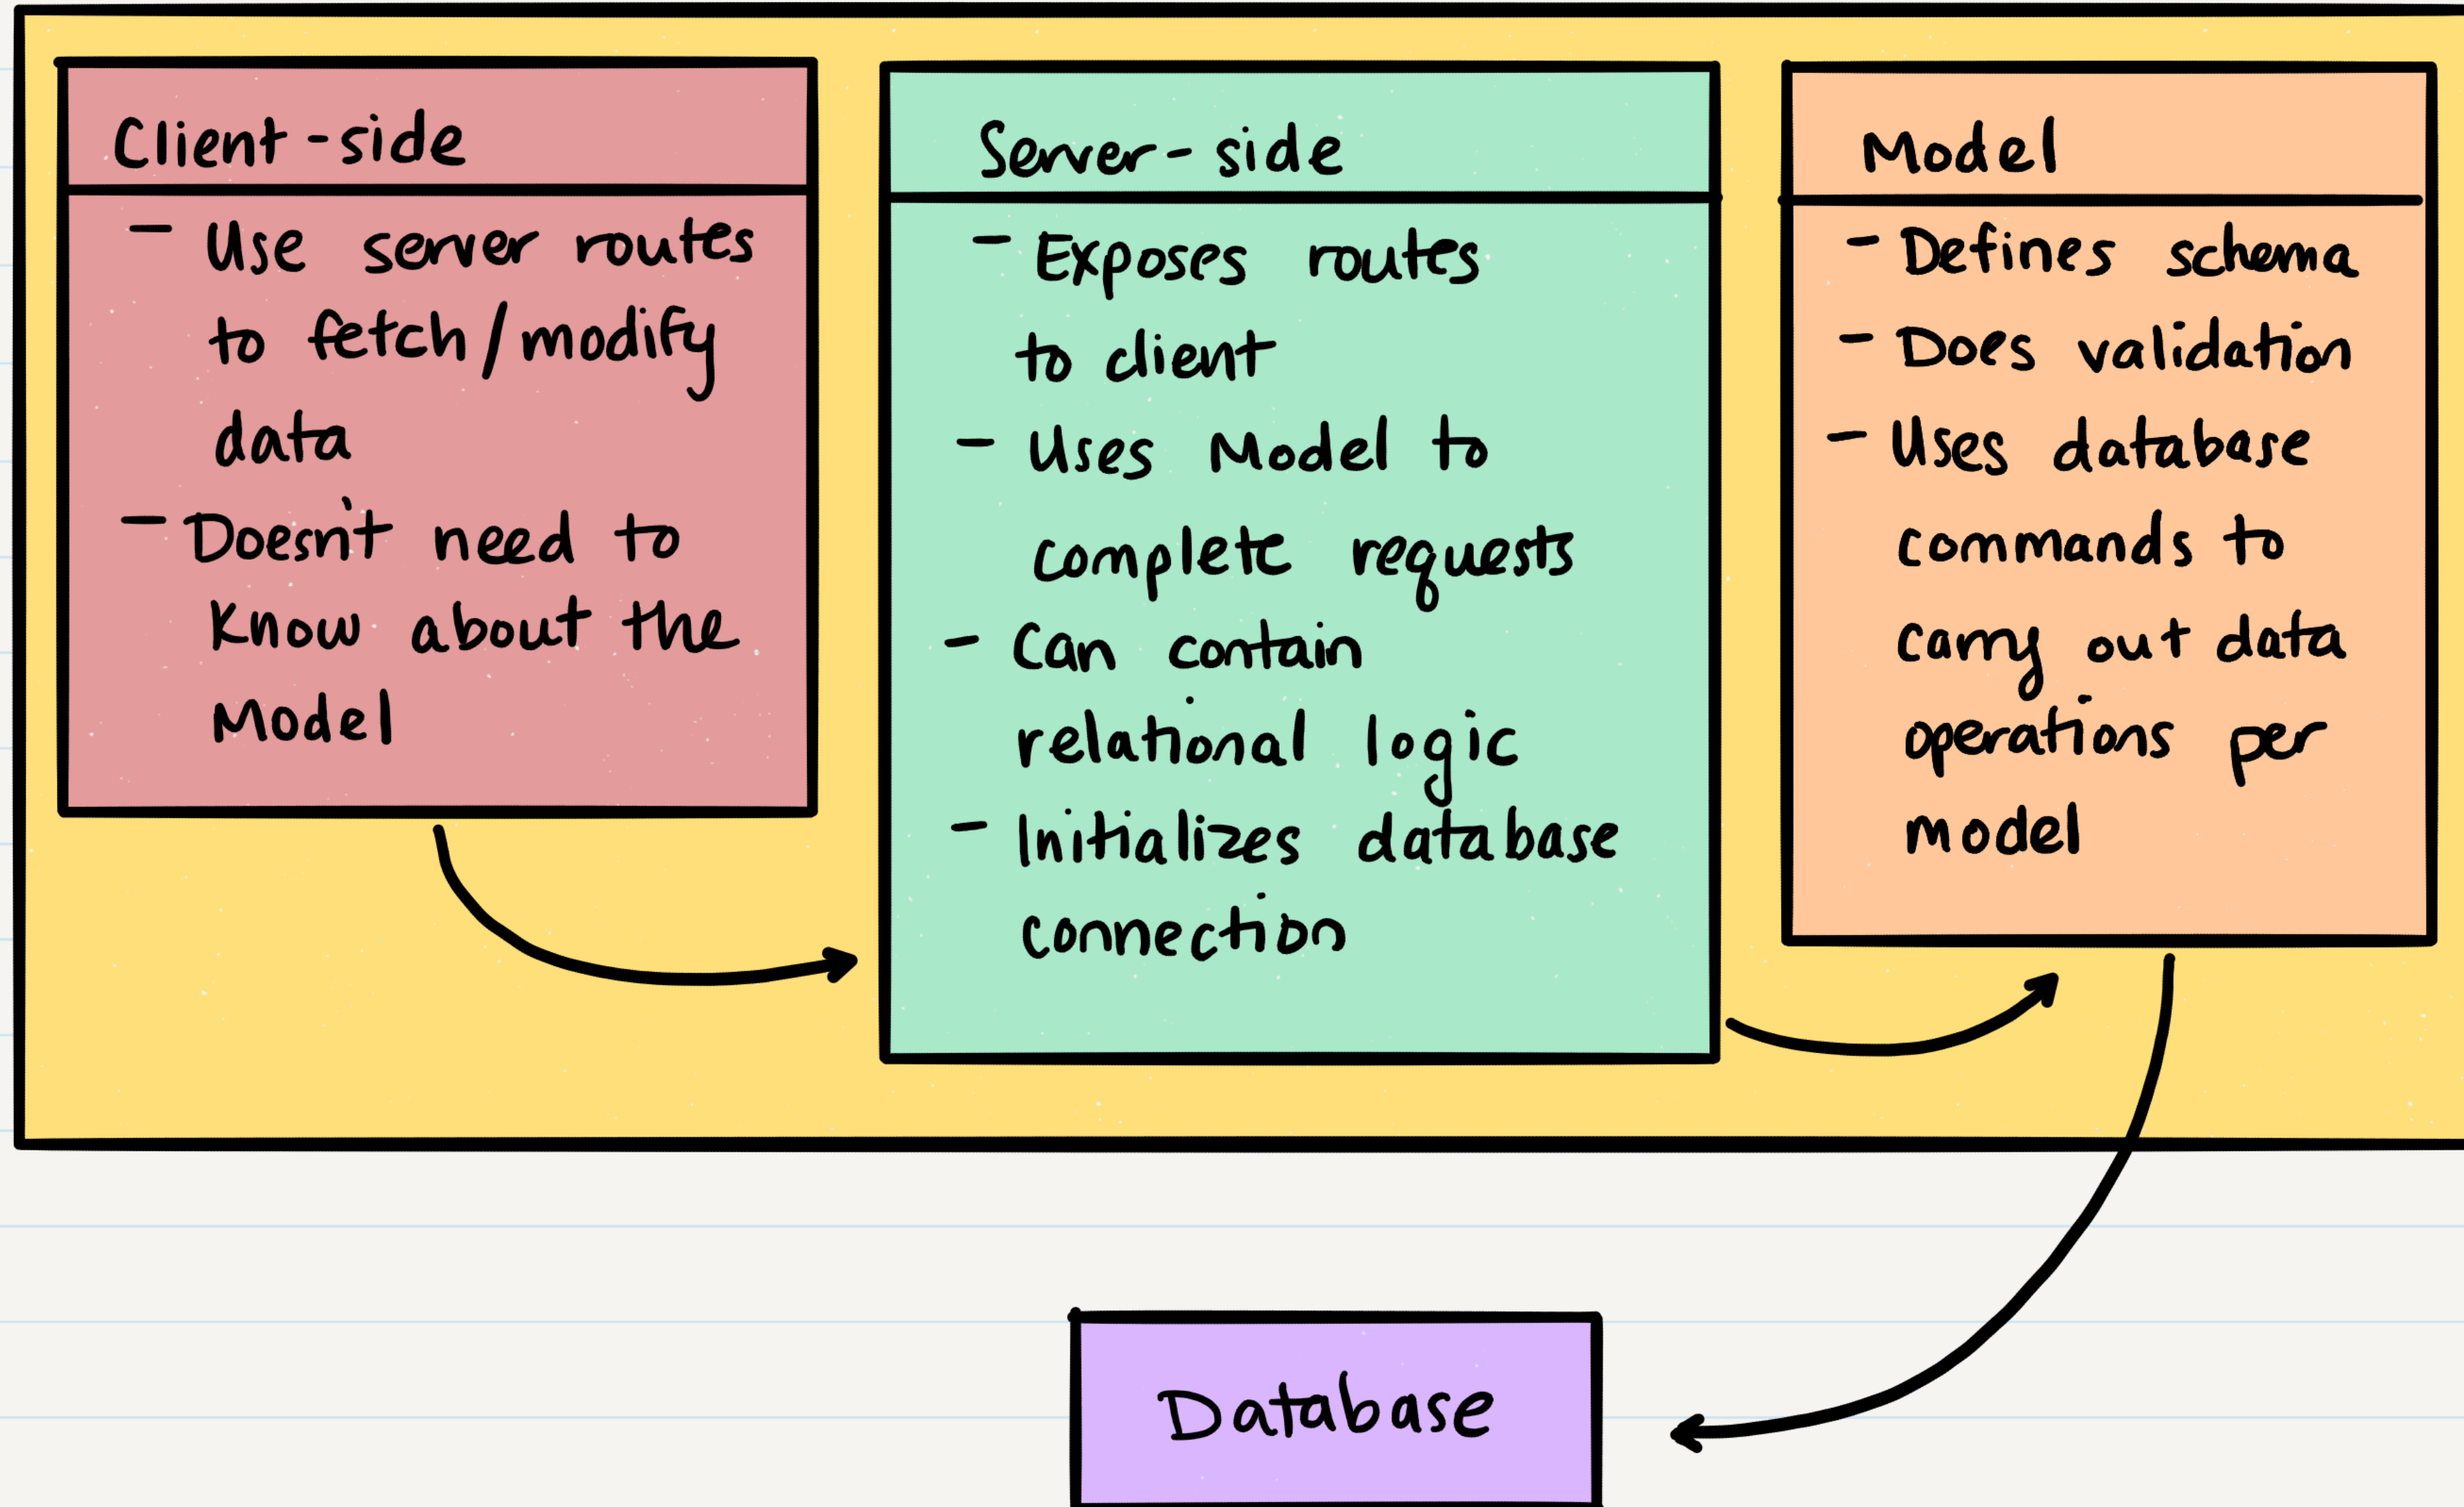 Client-side
- Use server routes
to fetch/modify
data
- Doesn't need to
know about the
Model
Server-side
- Exposes routes
to client
- Uses Model to
complete requests
- Can contain
relational logic
- Initializes database
connection
Model
- Defines schema
- Does validation
- Uses database
commands to
carry out data
operations per
model
Database